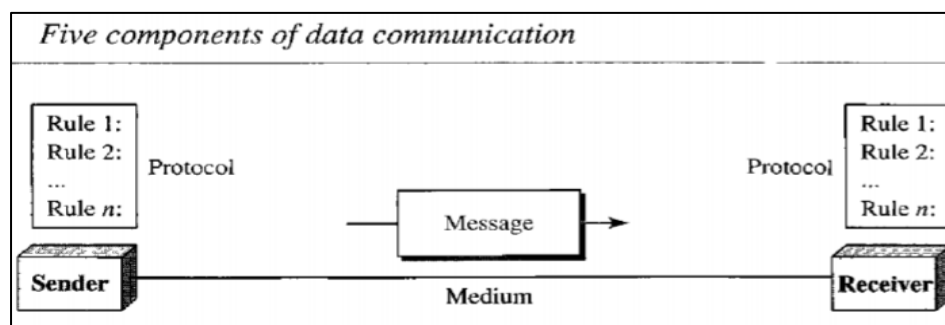 Five components of data communication
Rule 1:
Rule 2:
...
Rule n:
Protocol
Protocol
Rule 1:
Rule 2:
...
Rule n:
Message
Sender
Medium
Receiver